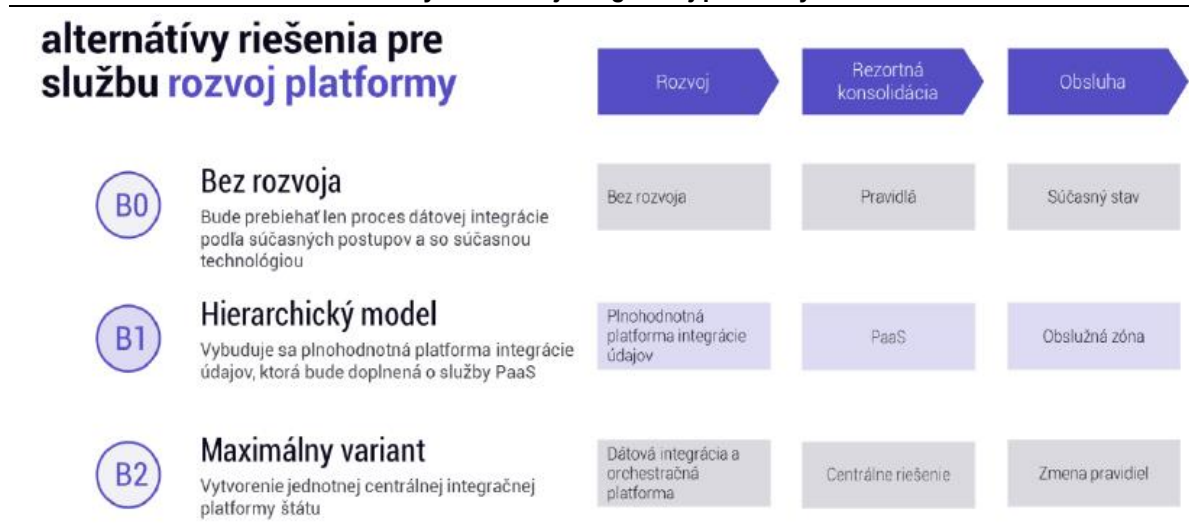 alternátívy riešenia pre
službu rozvoj platformy
Rozvoj
Rezortná
konsolidácia
Obsluha
B0
Bez rozvoja
Bude prebiehať len proces dátovej integrácie
podľa súčasných postupov a so súčasnou
technológiou
Bez rozvoja
Pravidlá
Súčasný stav
B1
Hierarchický model
Vybuduje sa plnohodnotná platforma integrácie
údajov, ktorá bude doplnená o služby PaaS
Plnohodnotná
platforma integrácie
údajov
PaaS
Obslužná zóna
B2
Maximálny variant
Vytvorenie jednotnej centrálnej integračnej
platformy štátu
Dátová integrácia a
orchestračná
platforma
Centrálne riešenie
Zmena pravidiel